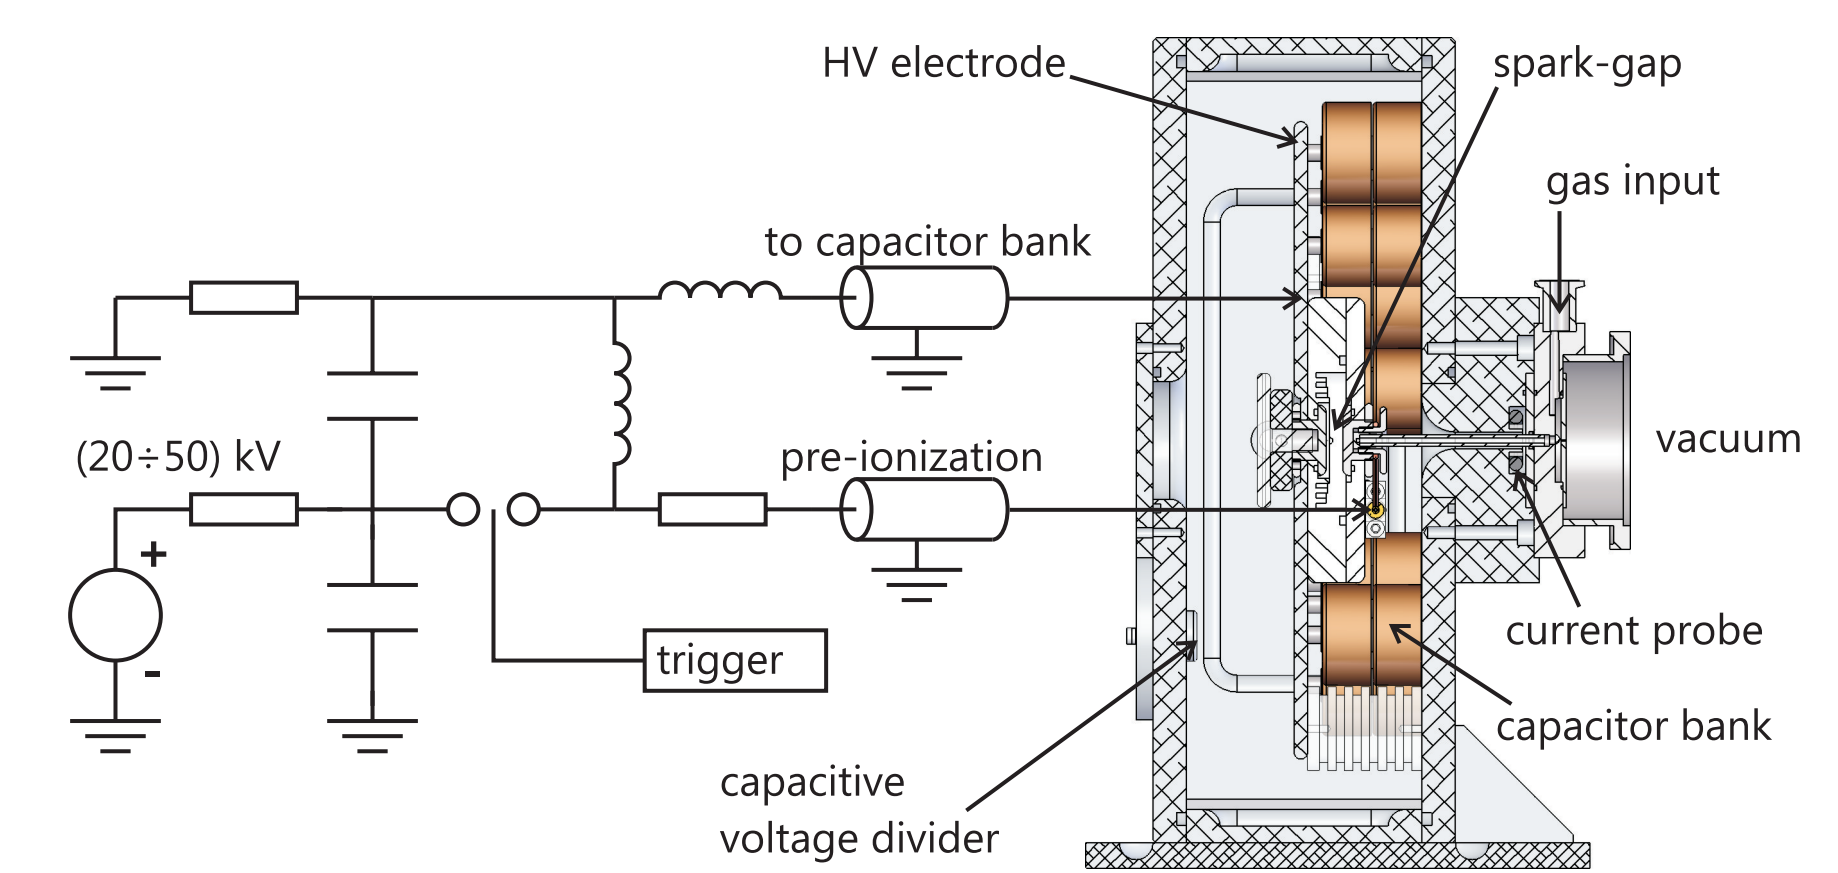 HV electrode
spark-gap
gas input
to capacitor bank
(20÷50) kV
pre-ionization
vacuum
+
-
trigger
current probe
capacitor bank
capacitive
voltage divider